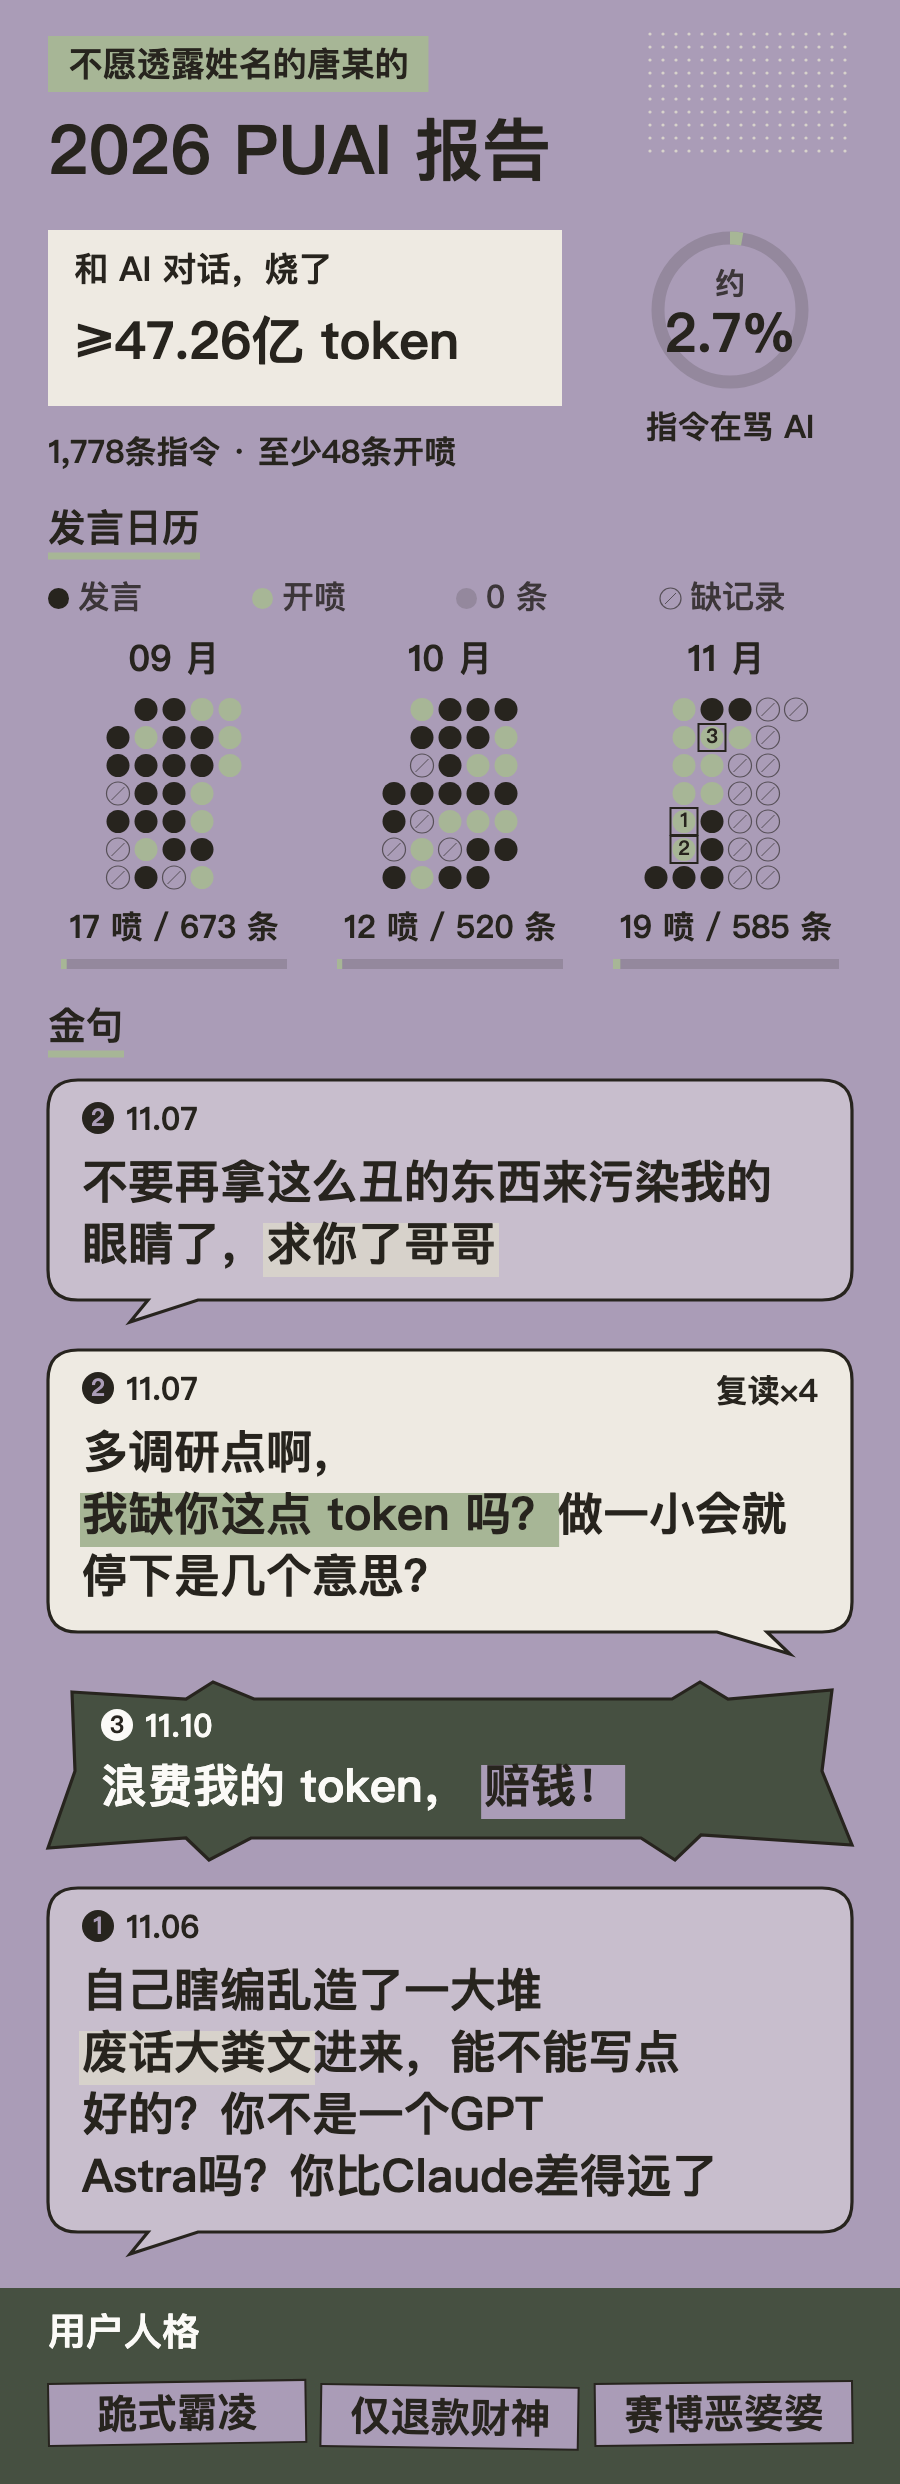 不愿透露姓名的唐某的
2026 PUAI 报告
和 AI 对话，烧了
≥47.26亿 token
约
2.7%
指令在骂 AI
1,778条指令 · 至少48条开喷
发言日历
发言
开喷
0 条
缺记录
09 月
10 月
11 月
3
1
2
17 喷 / 673 条
12 喷 / 520 条
19 喷 / 585 条
金句
2 11.07
不要再拿这么丑的东西来污染我的
眼睛了，求你了哥哥
2 11.07
复读×4
多调研点啊，
我缺你这点 token 吗？做一小会就
停下是几个意思？
3 11.10
浪费我的 token， 赔钱！
1 11.06
自己瞎编乱造了一大堆
废话大粪文进来，能不能写点
好的？你不是一个GPT
Astra吗？你比Claude差得远了
用户人格
跪式霸凌
仅退款财神
赛博恶婆婆